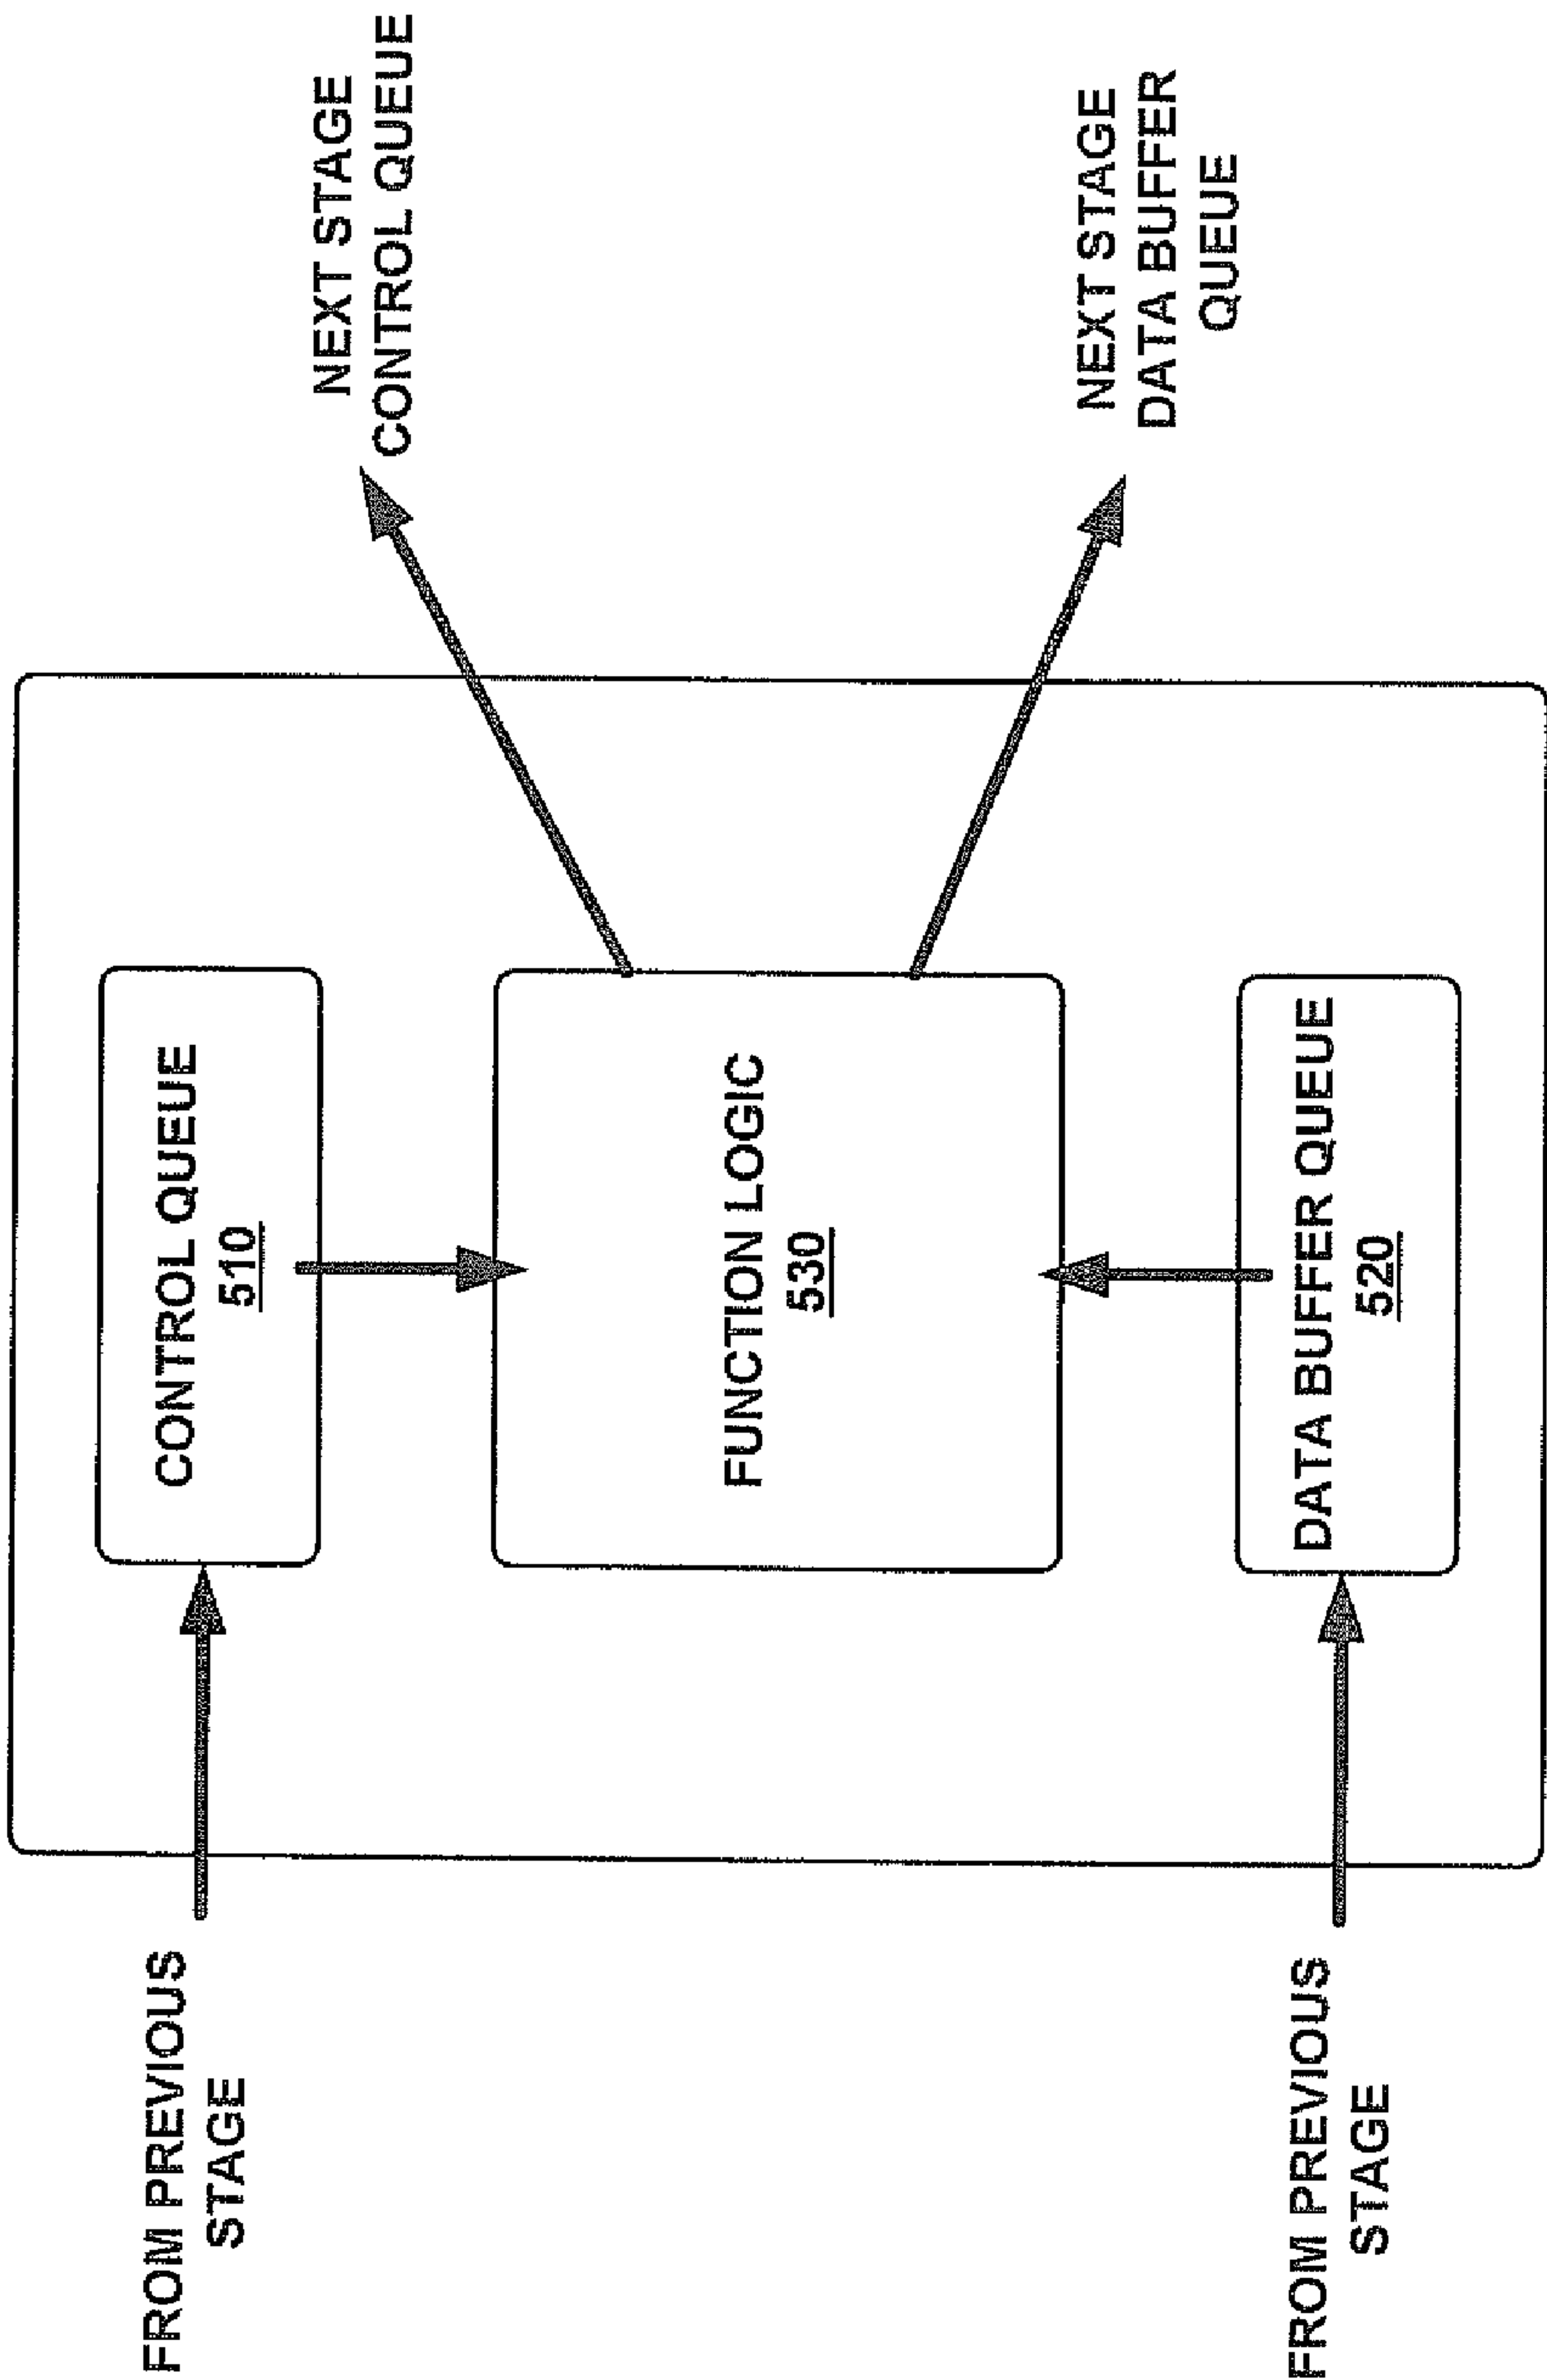 FROM PREVIOUS
STAGE
CONTROL QUEUE
510
NEXT STAGE
CONTROL QUEUE
FUNCTION LOGIC
530
FROM PREVIOUS
STAGE
DATA BUFFER QUEUE
520
NEXT STAGE
DATA BUFFER
QUEUE